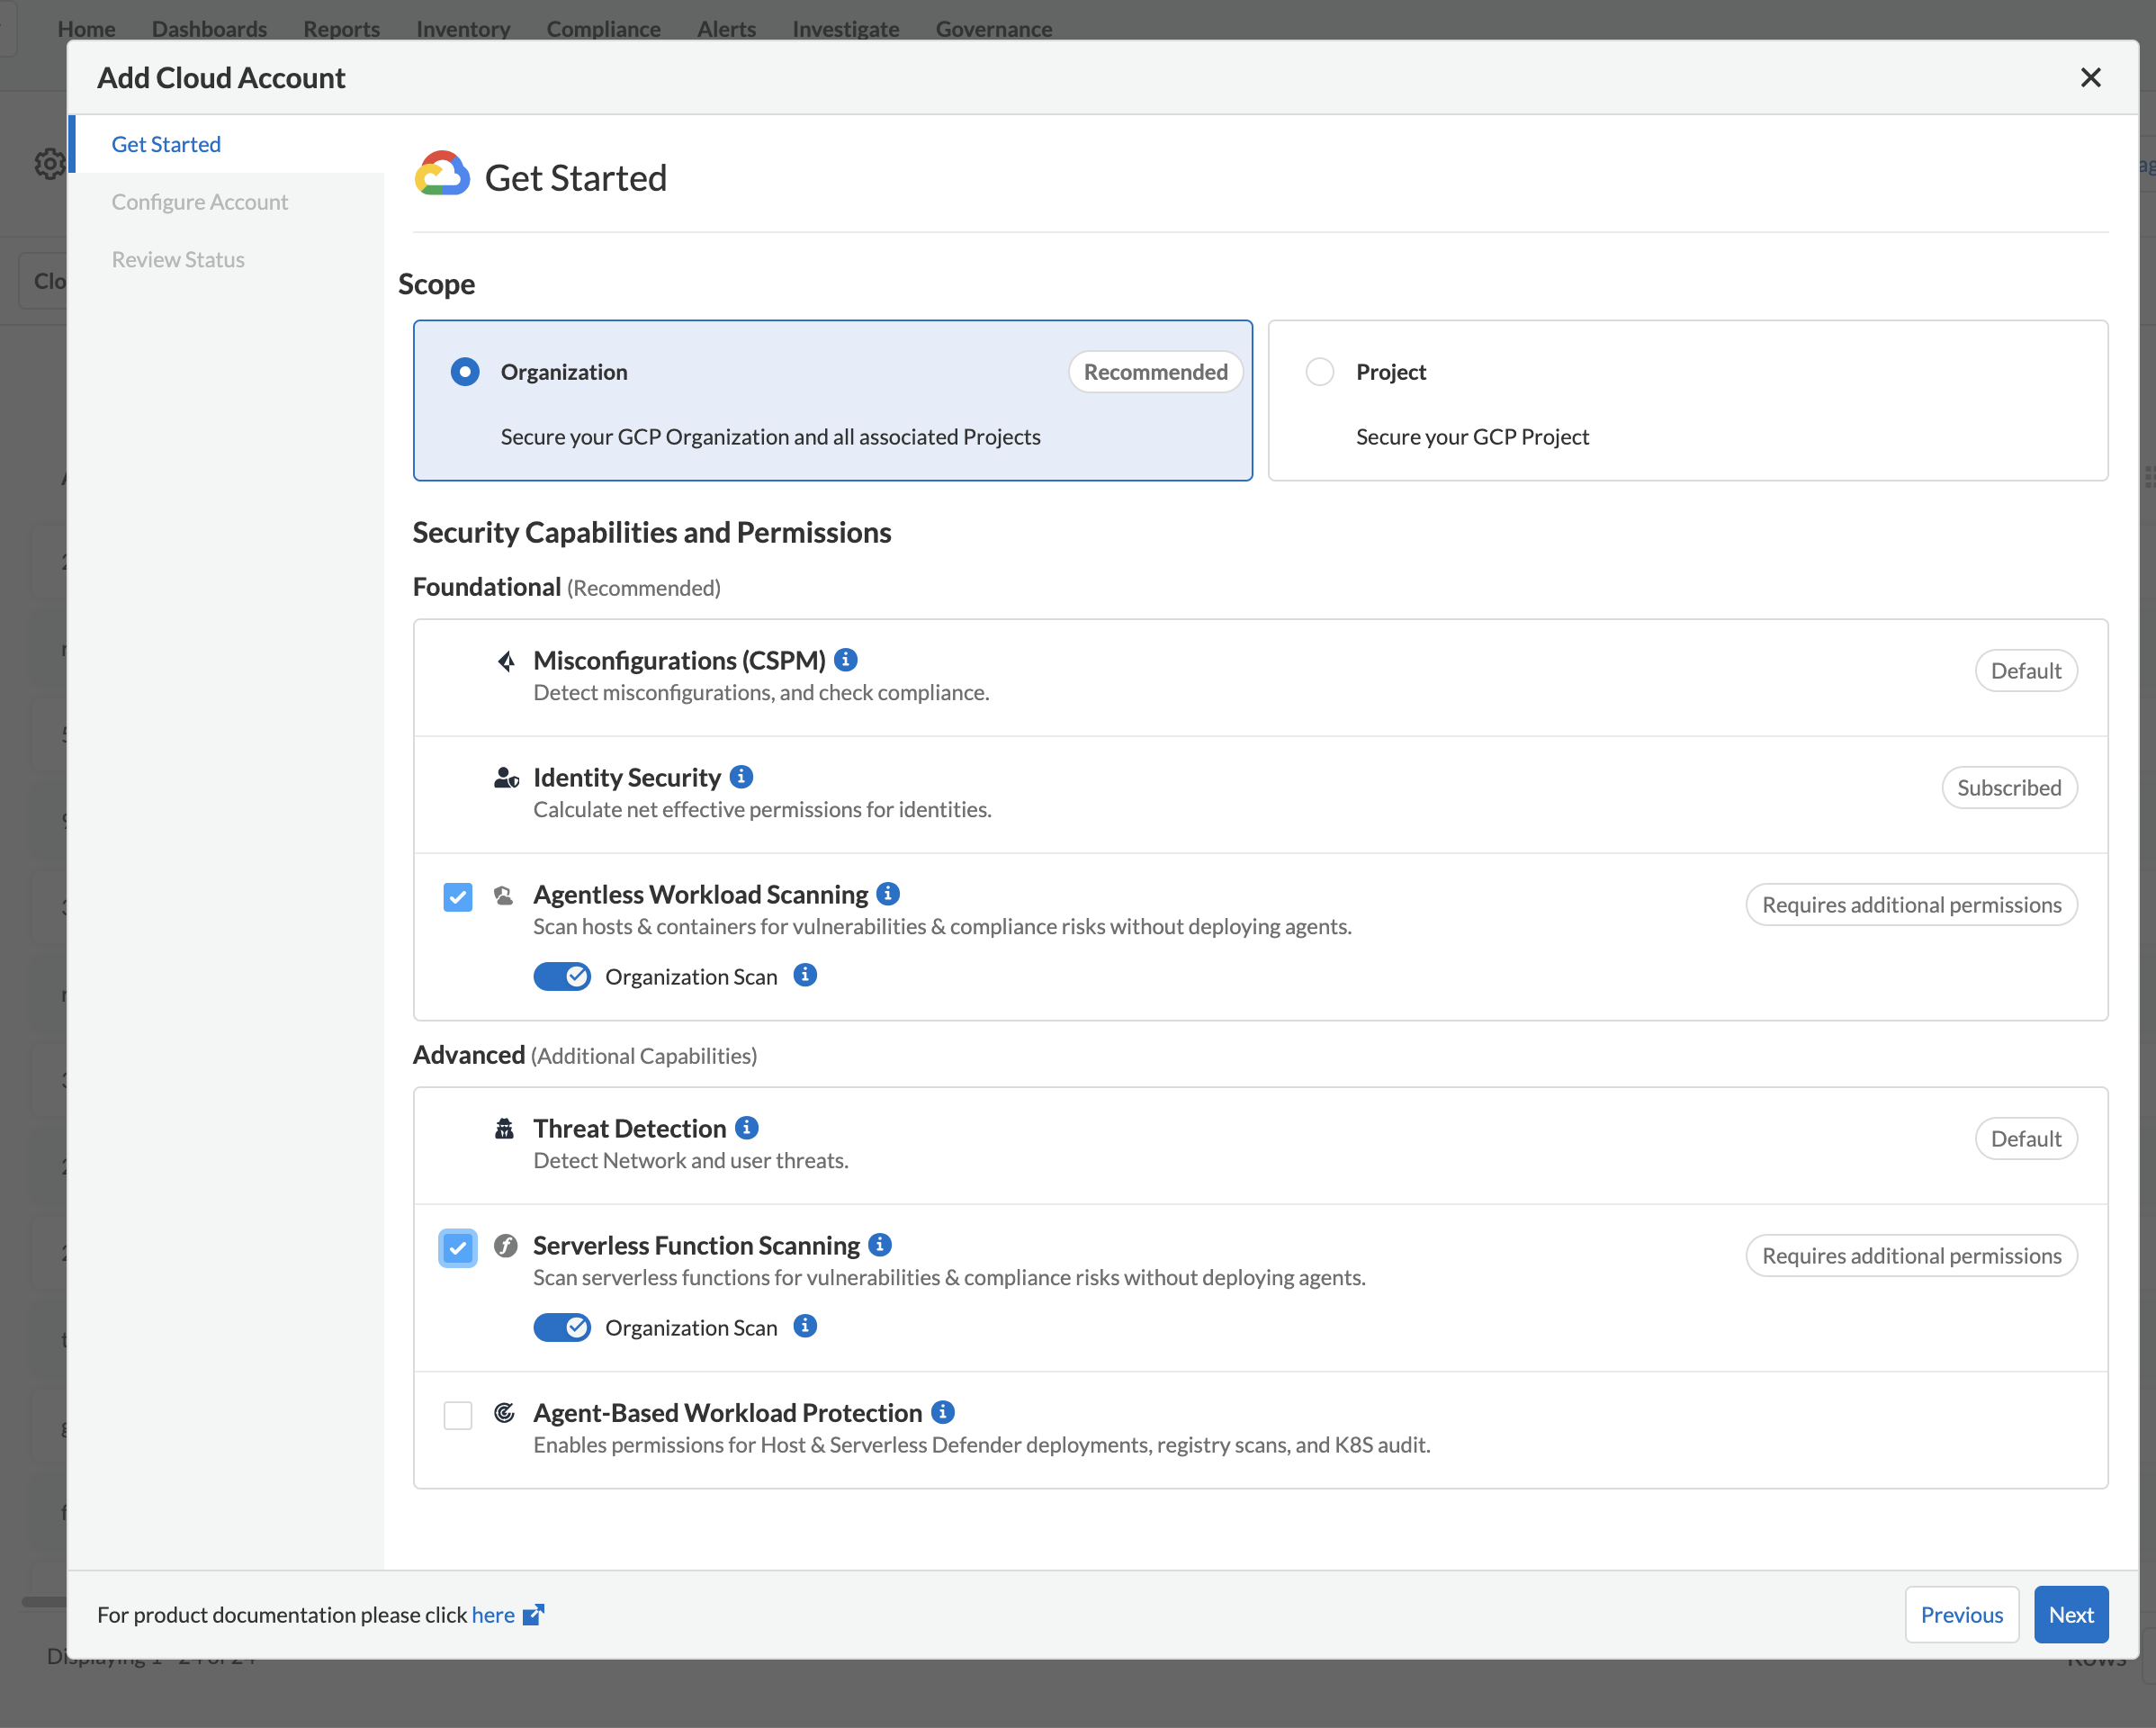 Home Dashboards Reports Inventory Compliance Alerts Investigate Governance
Add Cloud Account
Get Started
Configure Account
Review Status
Get Started
Scope
Organization
Recommended
Secure your GCP Organization and all associated Projects
Project
Secure your GCP Project
Security Capabilities and Permissions
Foundational (Recommended)
Misconfigurations (CSPM)
Default
Detect misconfigurations, and check compliance.
Identity Security
Subscribed
Calculate net effective permissions for identities.
Agentless Workload Scanning
Requires additional permissions
Scan hosts & containers for vulnerabilities & compliance risks without deploying agents.
Organization Scan
Advanced (Additional Capabilities)
Threat Detection
Default
Detect Network and user threats.
Serverless Function Scanning
Requires additional permissions
Scan serverless functions for vulnerabilities & compliance risks without deploying agents.
Organization Scan
Agent-Based Workload Protection
Enables permissions for Host & Serverless Defender deployments, registry scans, and K8S audit.
For product documentation please click here
Previous
Next